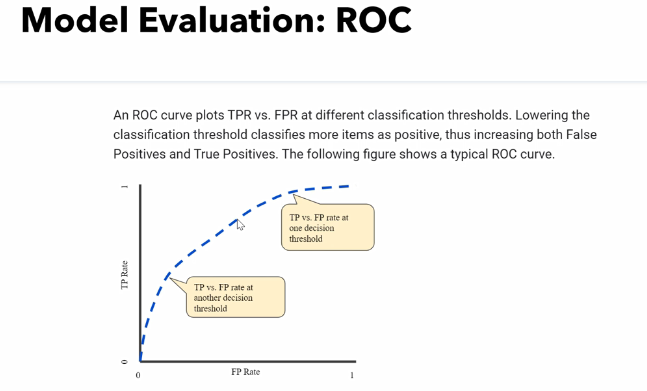 Model Evaluation: ROC
An ROC curve plots TPR vs. FPR at different classification thresholds. Lowering the
classification threshold classifies more items as positive, thus increasing both False
Positives and True Positives. The following figure shows a typical ROC curve.
1
TP vs. FP rate at
one decision
threshold
TP Rate
TP vs. FP rate at
another decision
threshold
0
0
FP Rate
1